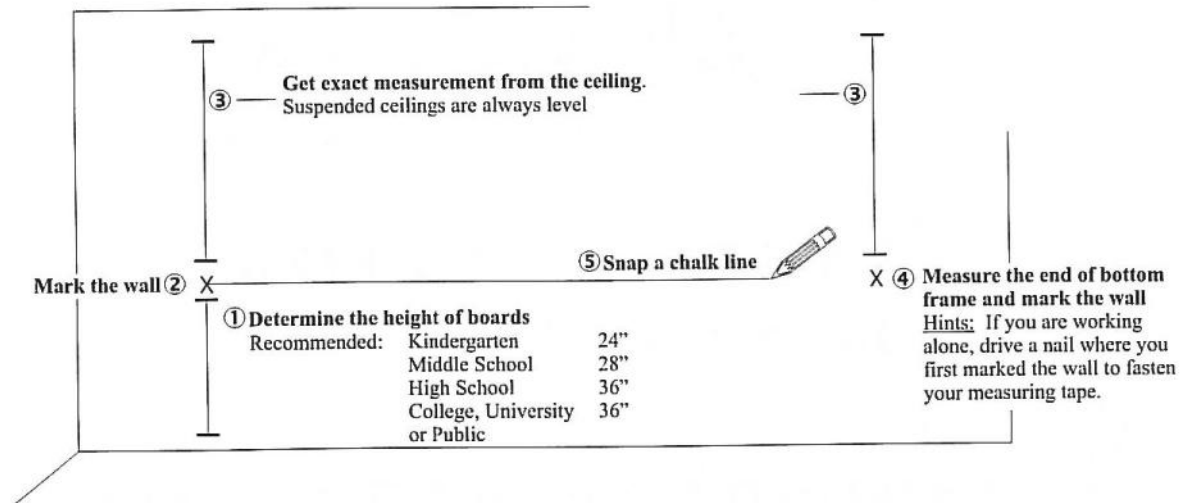 ③ Get exact measurement from the ceiling. ③
Suspended ceilings are always level
⑤ Snap a chalk line
Mark the wall ② X
X ④ Measure the end of bottom
frame and mark the wall
Hints: If you are working
alone, drive a nail where you
first marked the wall to fasten
your measuring tape.
① Determine the height of boards
Recommended: Kindergarten 24”
Middle School 28”
High School 36”
College, University 36”
or Public